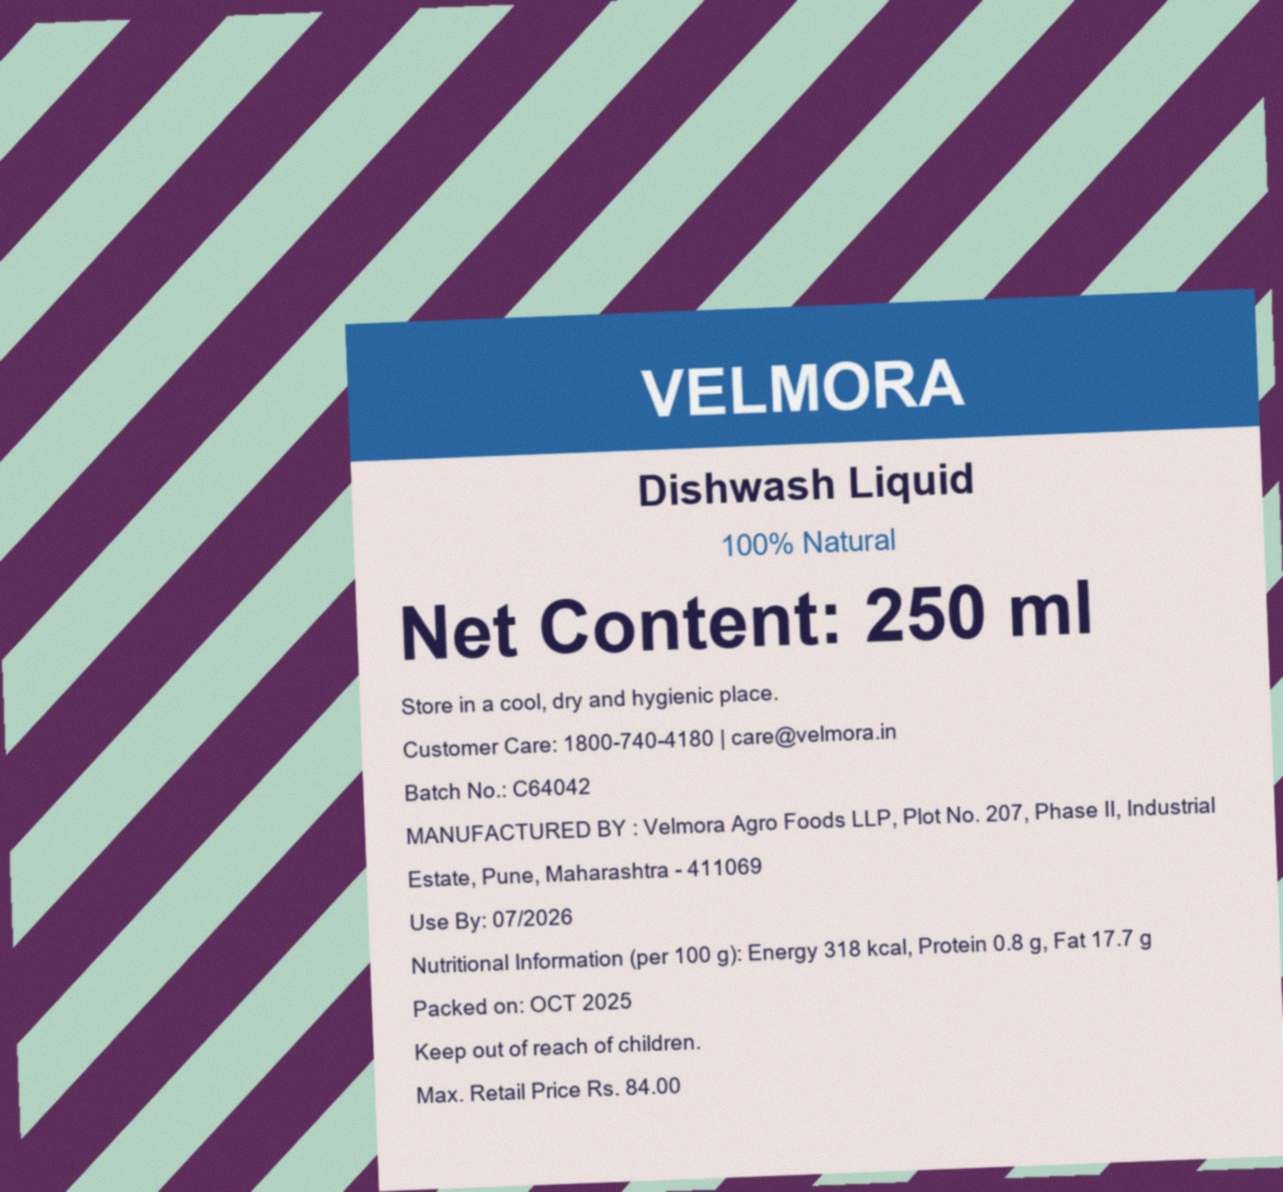 VELMORA
Dishwash Liquid
100% Natural
Net Content: 250 ml
Store in a cool, dry and hygienic place.
Customer Care: 1800-740-4180 | care@velmora.in
Batch No.: C64042
MANUFACTURED BY : Velmora Agro Foods LLP, Plot No. 207, Phase II, Industrial
Estate, Pune, Maharashtra - 411069
Use By: 07/2026
Nutritional Information (per 100 g): Energy 318 kcal, Protein 0.8 g, Fat 17.7 g
Packed on: OCT 2025
Keep out of reach of children.
Max. Retail Price Rs. 84.00